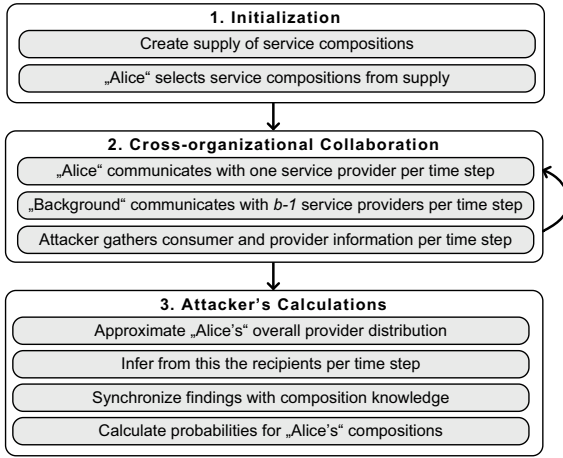 1. Initialization
Create supply of service compositions
„Alice“ selects service compositions from supply
2. Cross-organizational Collaboration
„Alice“ communicates with one service provider per time step
„Background“ communicates with b-1 service providers per time step
Attacker gathers consumer and provider information per time step
3. Attacker's Calculations
Approximate „Alice's“ overall provider distribution
Infer from this the recipients per time step
Synchronize findings with composition knowledge
Calculate probabilities for „Alice's“ compositions